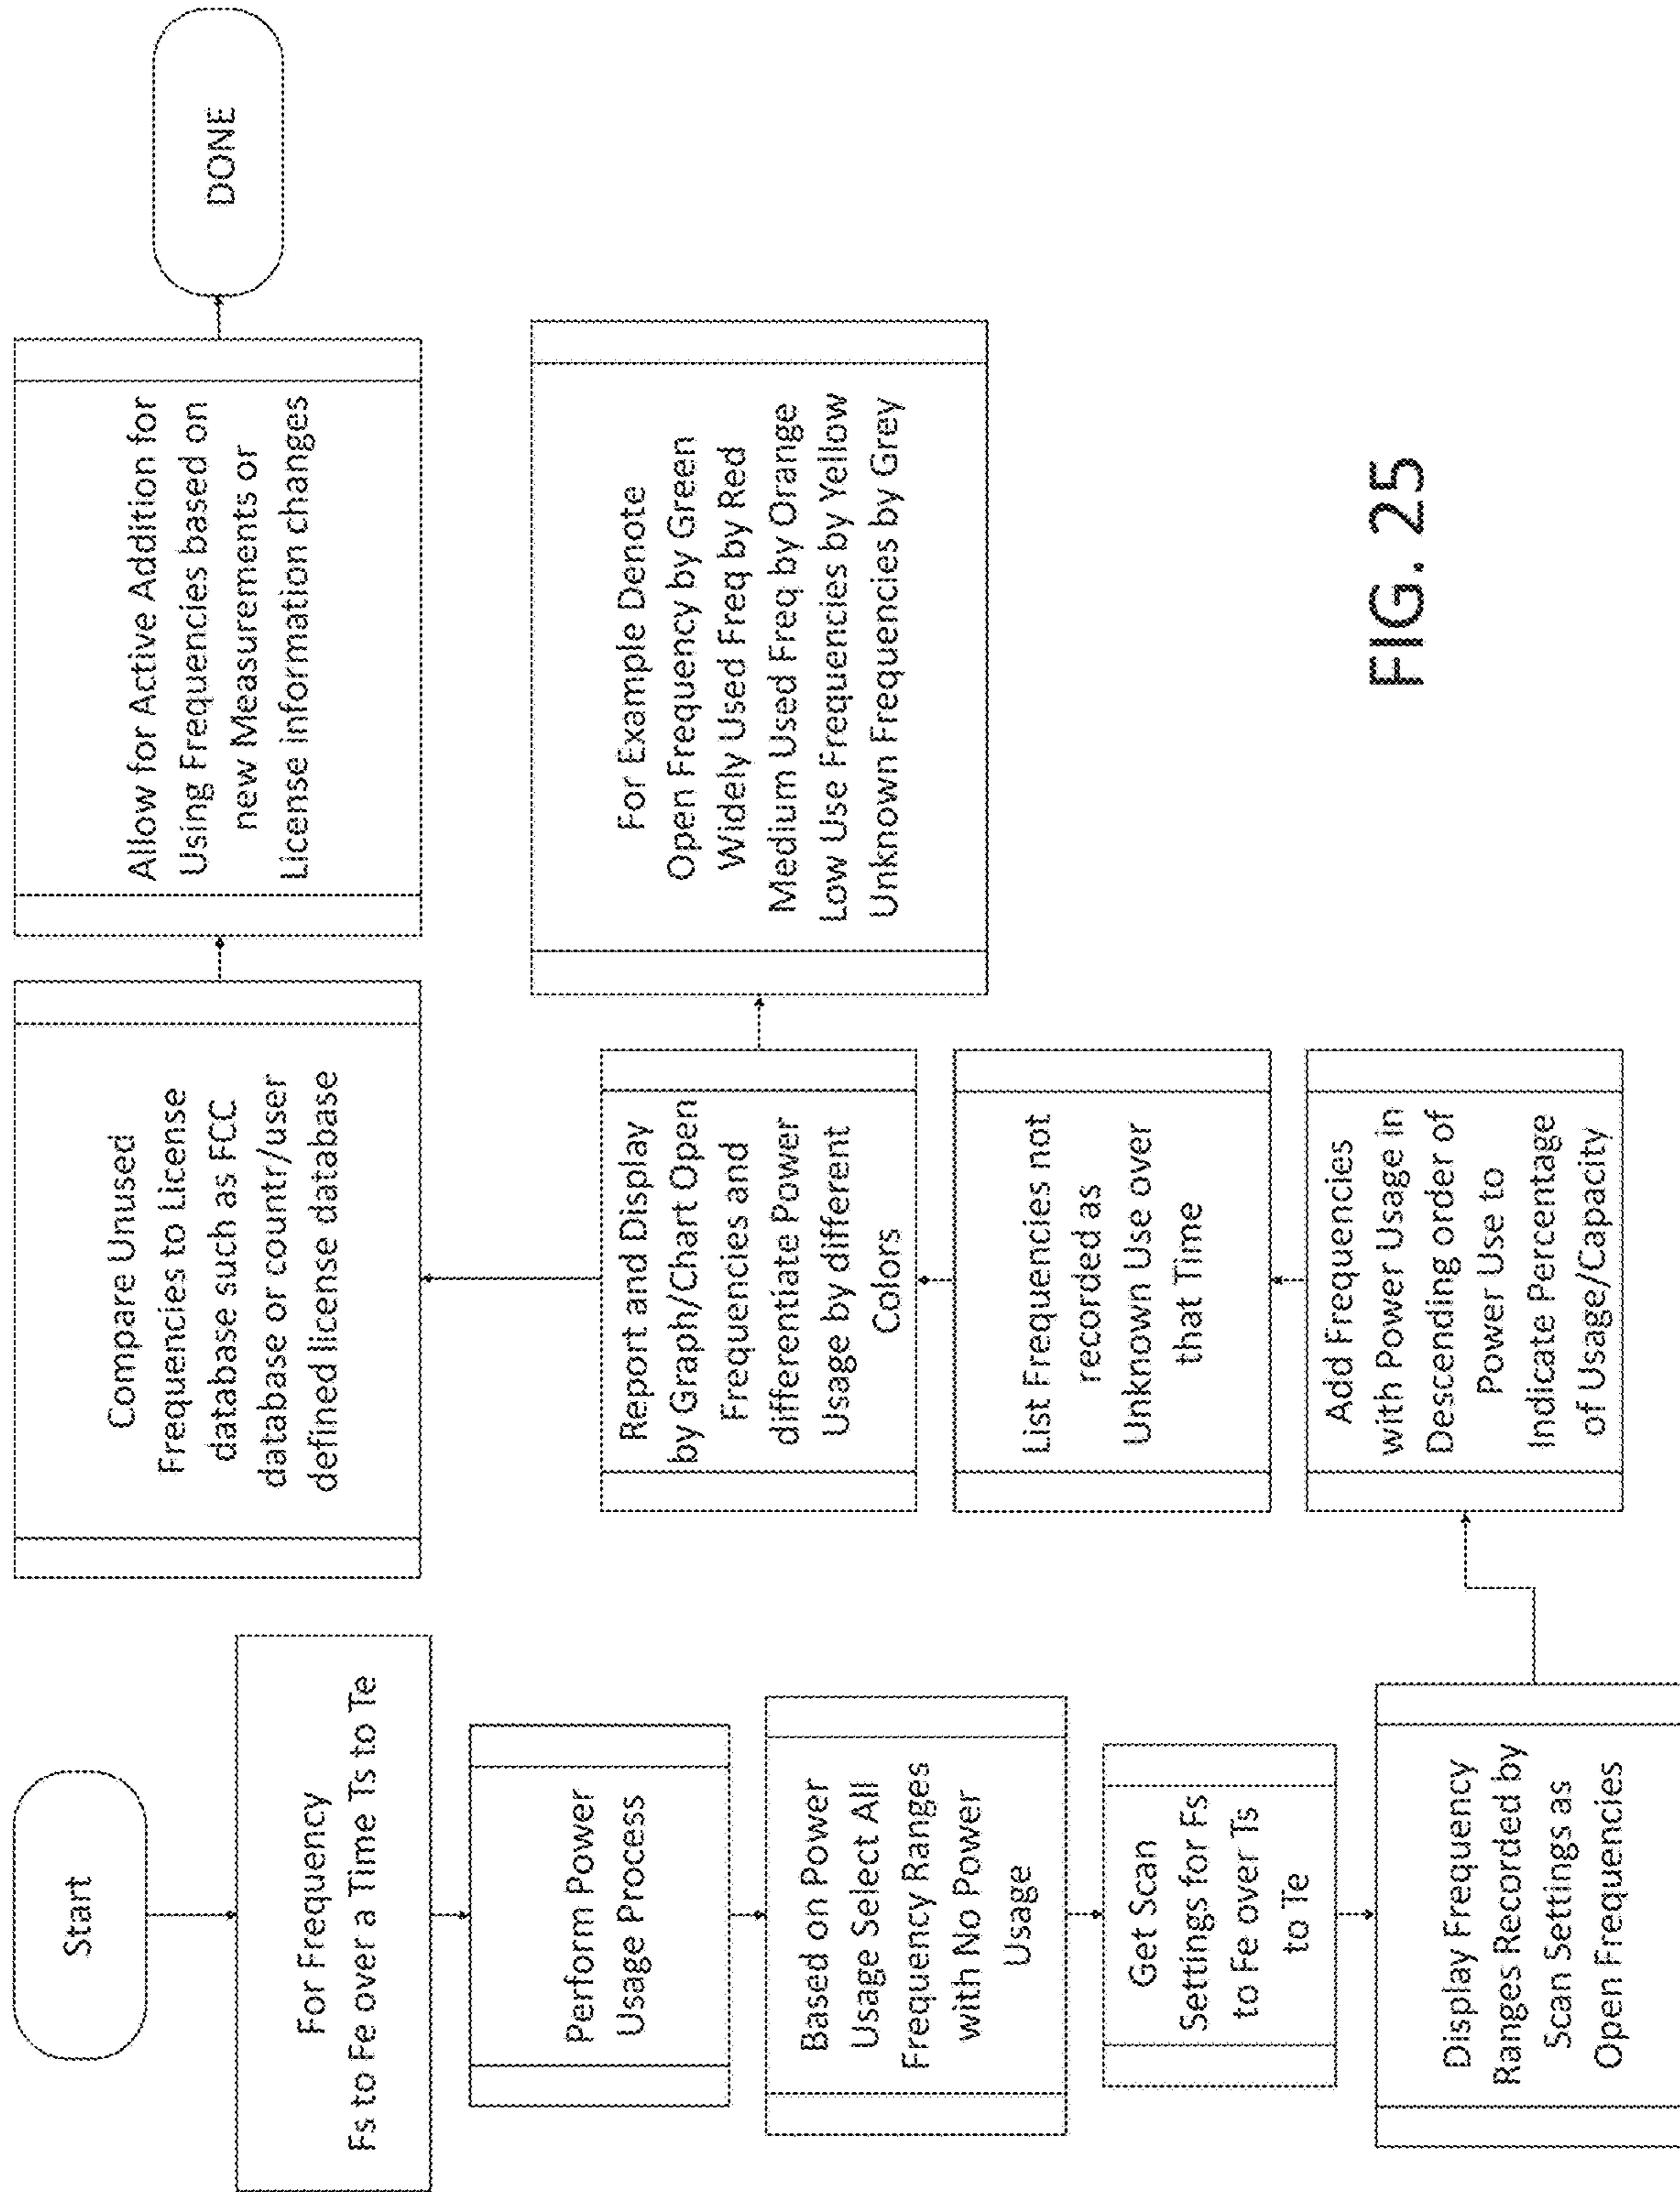 Start
For Frequency
Fs to Fe over a Time Ts to Te
Perform Power
Usage Process
Based on Power
Usage Select All
Frequency Ranges
with No Power
Usage
Get Scan
Settings for Fs
to Fe over Ts
to Te
Display Frequency
Ranges Recorded by
Scan Settings as
Open Frequencies
Add Frequencies
with Power Usage in
Descending order of
Power Use to
Indicate Percentage
of Usage/Capacity
List Frequencies not
recorded as
Unknown Use over
that Time
Report and Display
by Graph/Chart Open
Frequencies and
differentiate Power
Usage by different
Colors
For Example Denote
Open Frequency by Green
Widely Used Freq by Red
Medium Used Freq by Orange
Low Use Frequencies by Yellow
Unknown Frequencies by Grey
Compare Unused
Frequencies to License
database such as FCC
database or countr/user
defined license database
Allow for Active Addition for
Using Frequencies based on
new Measurements or
License information changes
DONE
FIG. 25